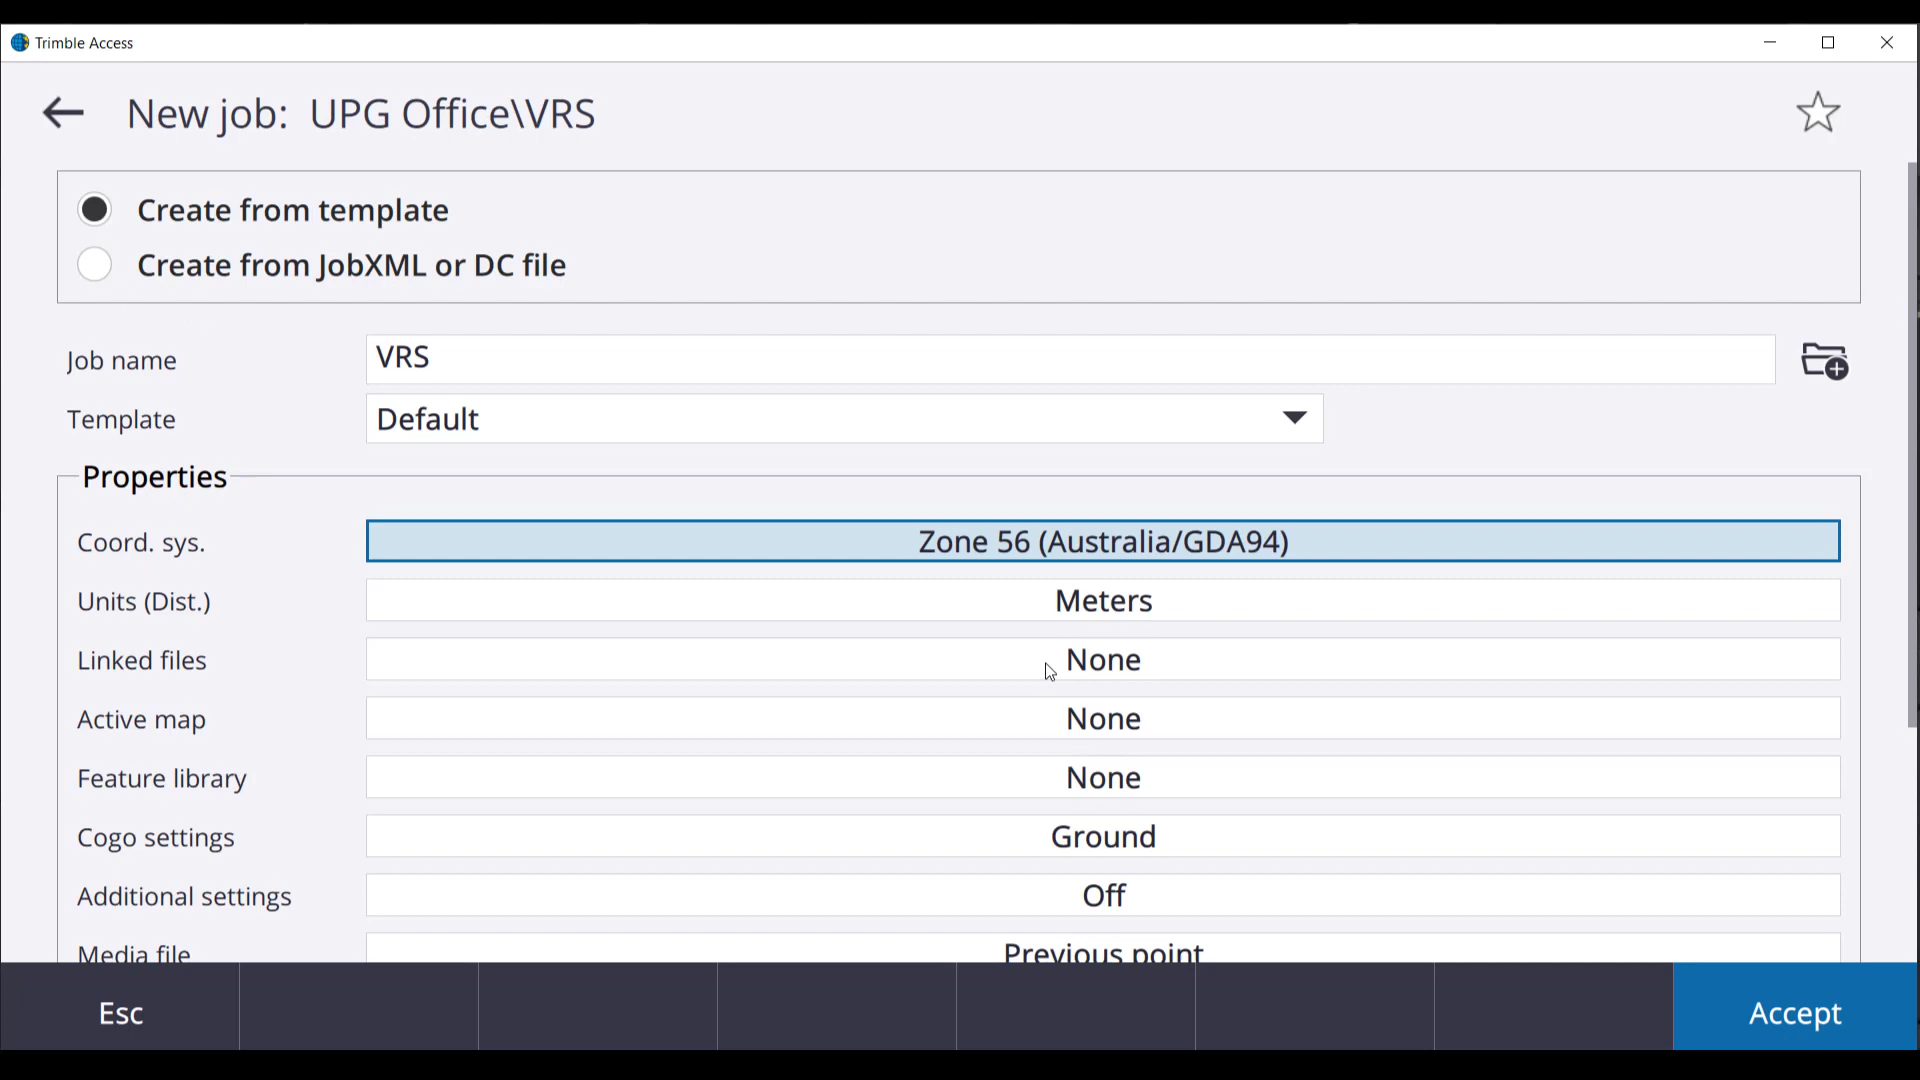 Trimble Access
New job: UPG Office\VRS
Create from template
Create from JobXML or DC file
Job name VRS
Template Default
Properties
Coord. sys. Zone 56 (Australia/GDA94)
Units (Dist.) Meters
Linked files None
Active map None
Feature library None
Cogo settings Ground
Additional settings Off
Media file Previous point
Esc Accept